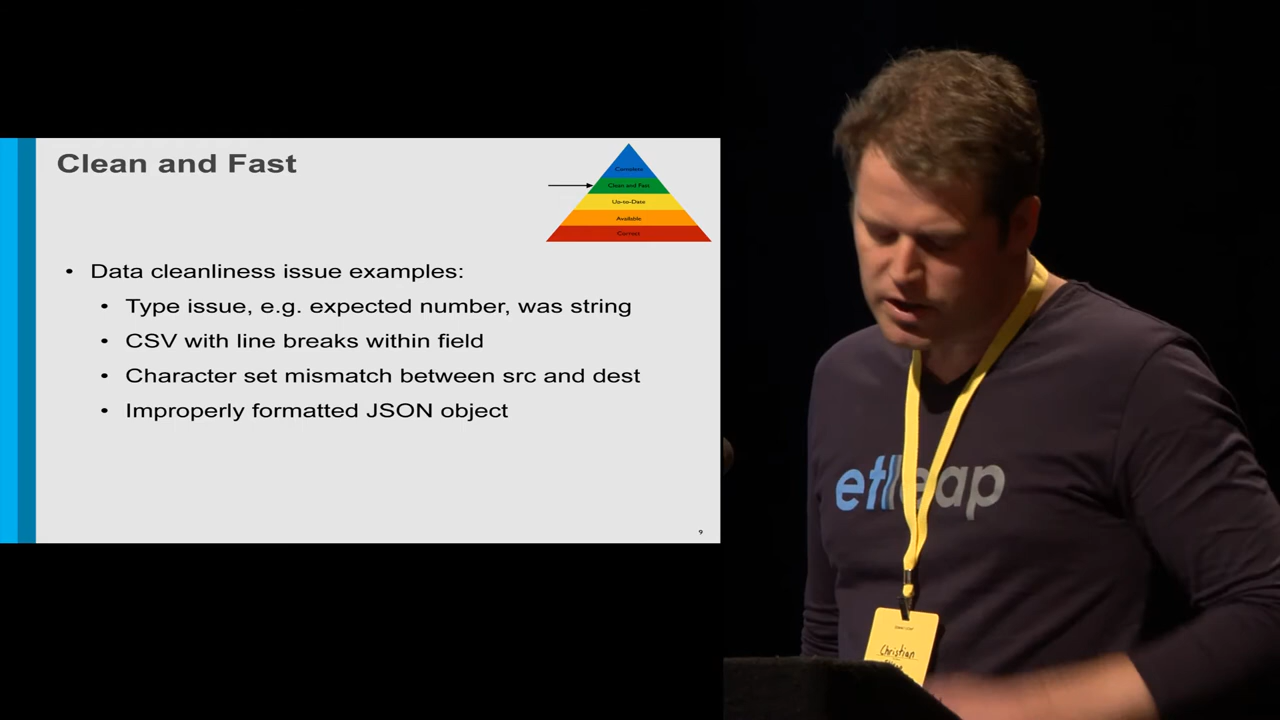 Clean and Fast
Complete
Clean and Fast
Up-to-Date
Available
Correct
• Data cleanliness issue examples:
• Type issue, e.g. expected number, was string
• CSV with line breaks within field
• Character set mismatch between src and dest
• Improperly formatted JSON object
9
etleap
Christian